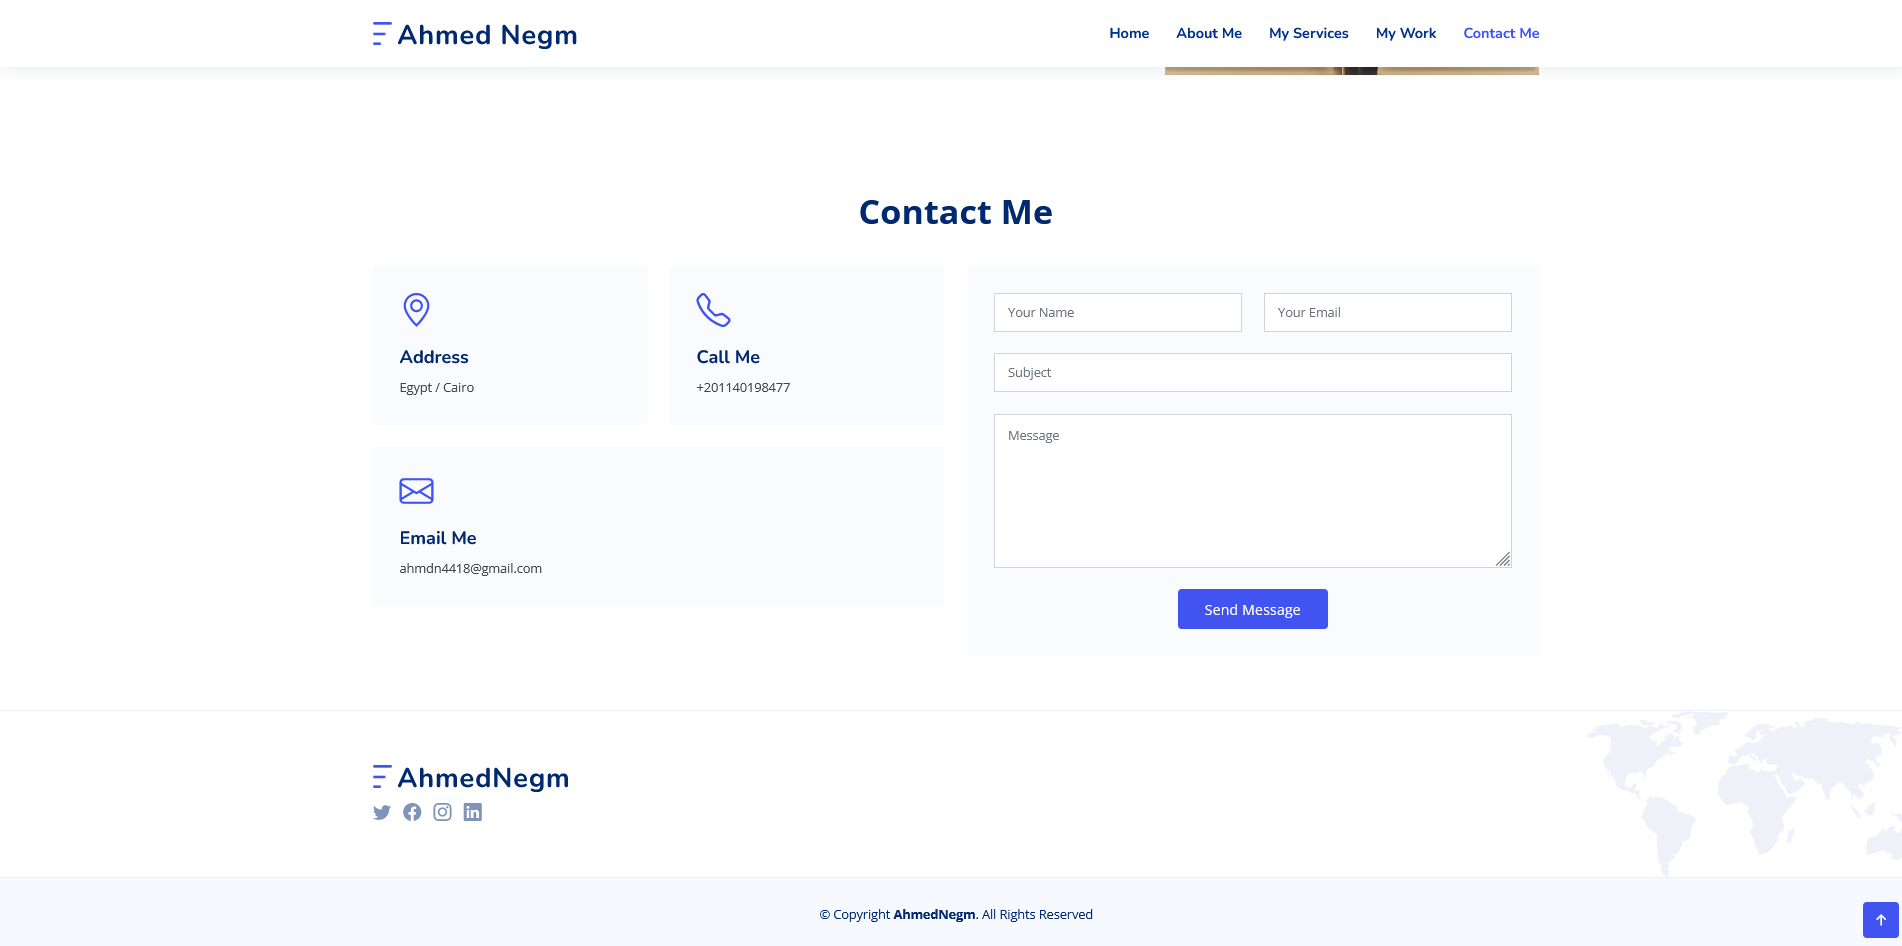 Ahmed Negm
Home
About Me
My Services
My Work
Contact Me
Contact Me
Address
Egypt / Cairo
Call Me
+201140198477
Email Me
ahmdn4418@gmail.com
Your Name
Your Email
Subject
Message
Send Message
AhmedNegm
© Copyright AhmedNegm. All Rights Reserved